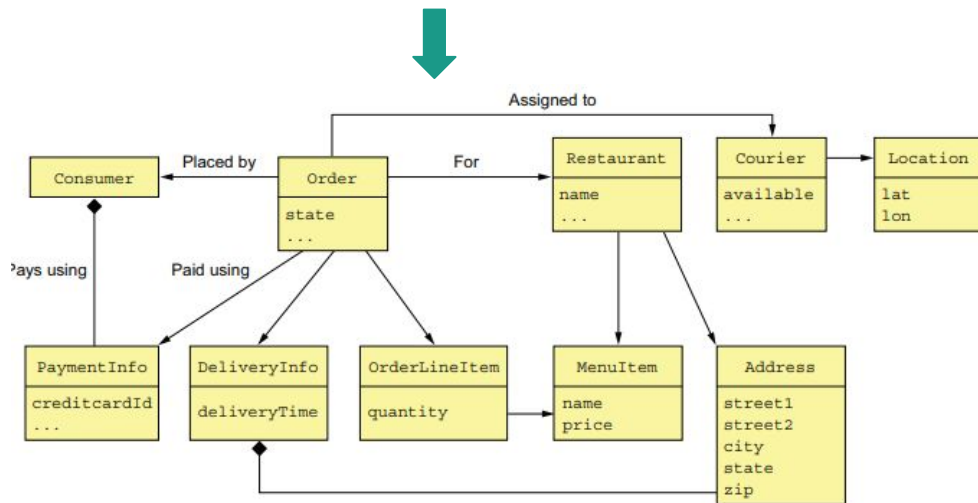 Assigned to
Consumer
Placed by
Order
state
...
For
Restaurant
name
...
Courier
available
...
Location
lat
lon
Pays using
Paid using
PaymentInfo
creditcardId
...
DeliveryInfo
deliveryTime
OrderLineItem
quantity
MenuItem
name
price
Address
street1
street2
city
state
zip